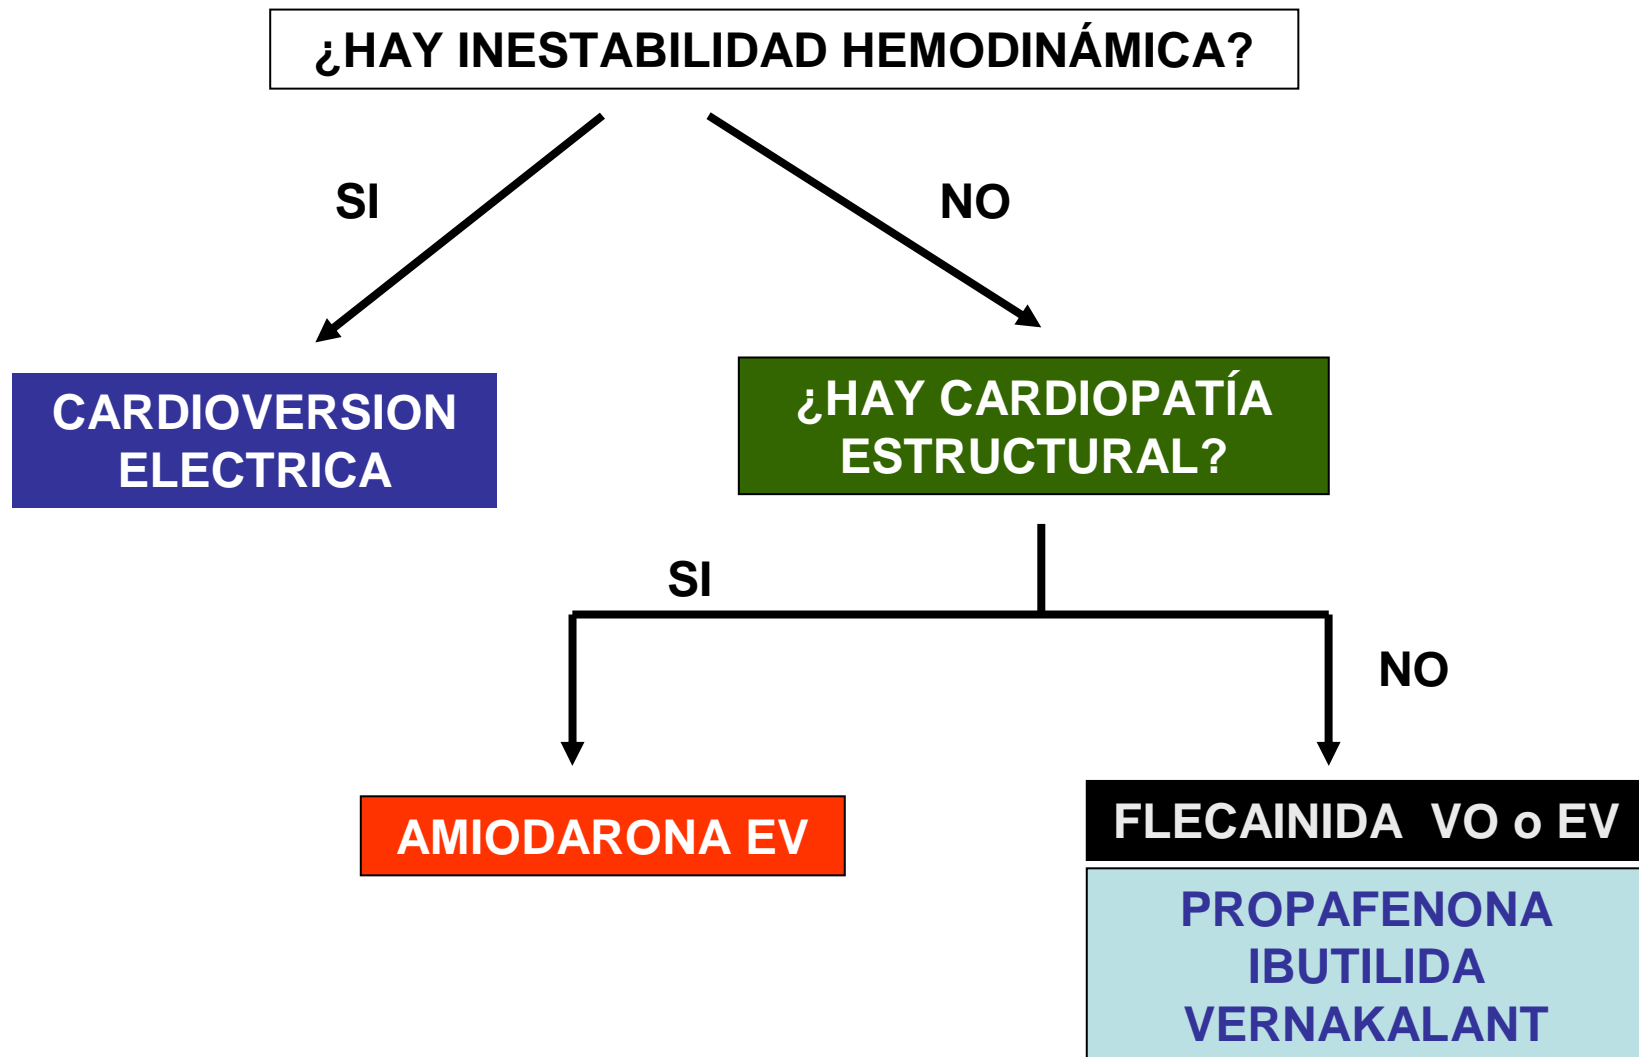 ¿HAY INESTABILIDAD HEMODINÁMICA?
SI
NO
CARDIOVERSION
ELECTRICA
¿HAY CARDIOPATÍA
ESTRUCTURAL?
SI
NO
AMIODARONA EV
FLECAINIDA VO o EV
PROPAFENONA
IBUTILIDA
VERNAKALANT